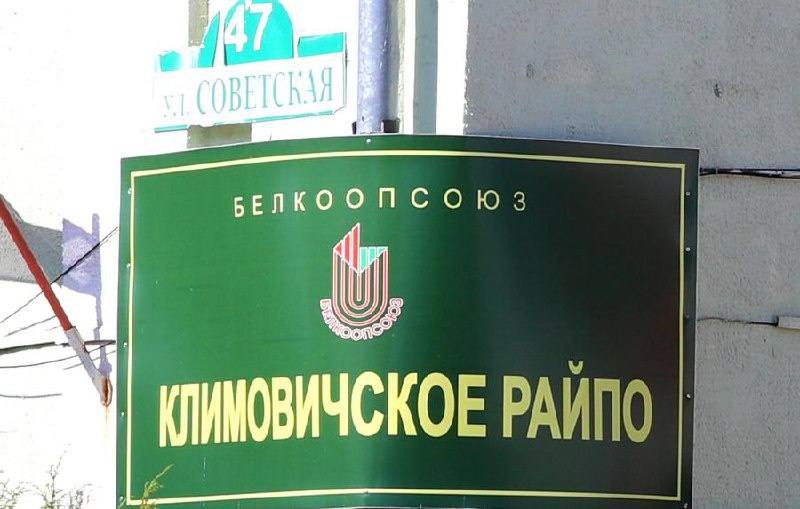 47
УЛ. СОВЕТСКАЯ
БЕЛКООПСОЮЗ
БЕЛКООПСОЮЗ
КЛИМОВИЧСКОЕ РАЙПО